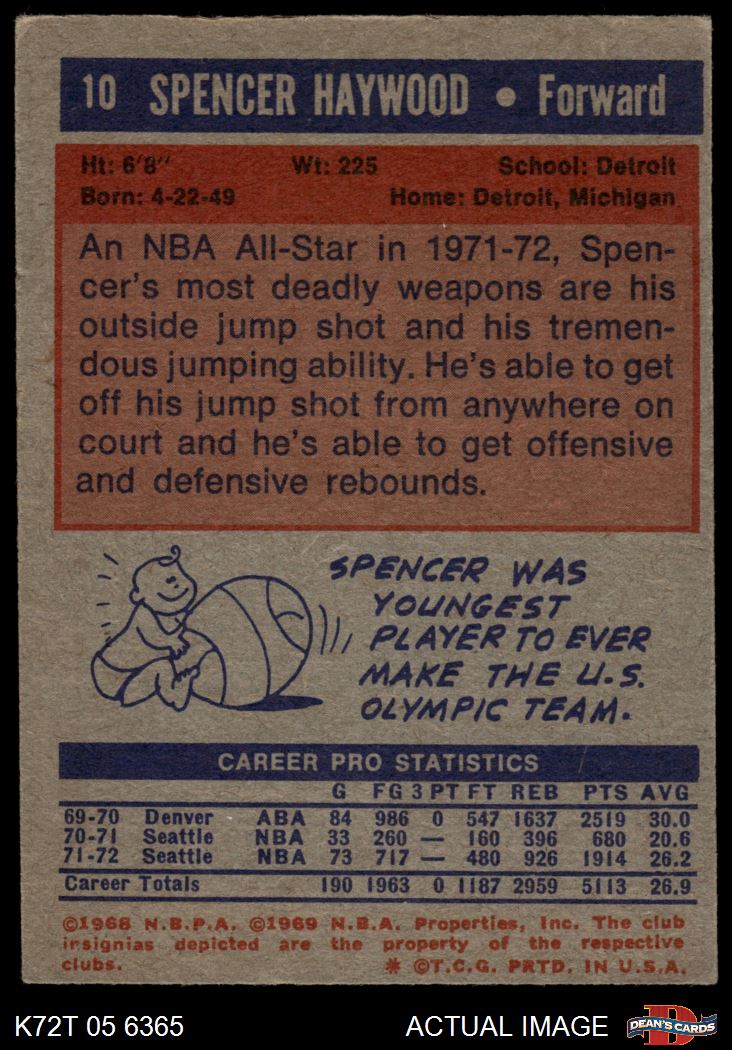 10 SPENCER HAYWOOD • Forward
Ht: 6'8" Wt: 225 School: Detroit
Born: 4-22-49 Home: Detroit, Michigan
An NBA All-Star in 1971-72, Spen-
cer's most deadly weapons are his
outside jump shot and his tremen-
dous jumping ability. He's able to get
off his jump shot from anywhere on
court and he's able to get offensive
and defensive rebounds.
SPENCER WAS
YOUNGEST
PLAYER TO EVER
MAKE THE U.S.
OLYMPIC TEAM.
CAREER PRO STATISTICS
G FG 3 PT FT REB PTS AVG
69-70 Denver ABA 84 986 0 547 1637 2519 30.0
70-71 Seattle NBA 33 260 — 160 396 680 20.6
71-72 Seattle NBA 73 717 — 480 926 1914 26.2
Career Totals 190 1963 0 1187 2959 5113 26.9
©1968 N.B.P.A. ©1969 N.B.A. Properties, Inc. The club
insignias depicted are the property of the respective
clubs. * ©T.C.G. PRTD. IN U.S.A.
K72T 05 6365 ACTUAL IMAGE D DEAN'S CARDS